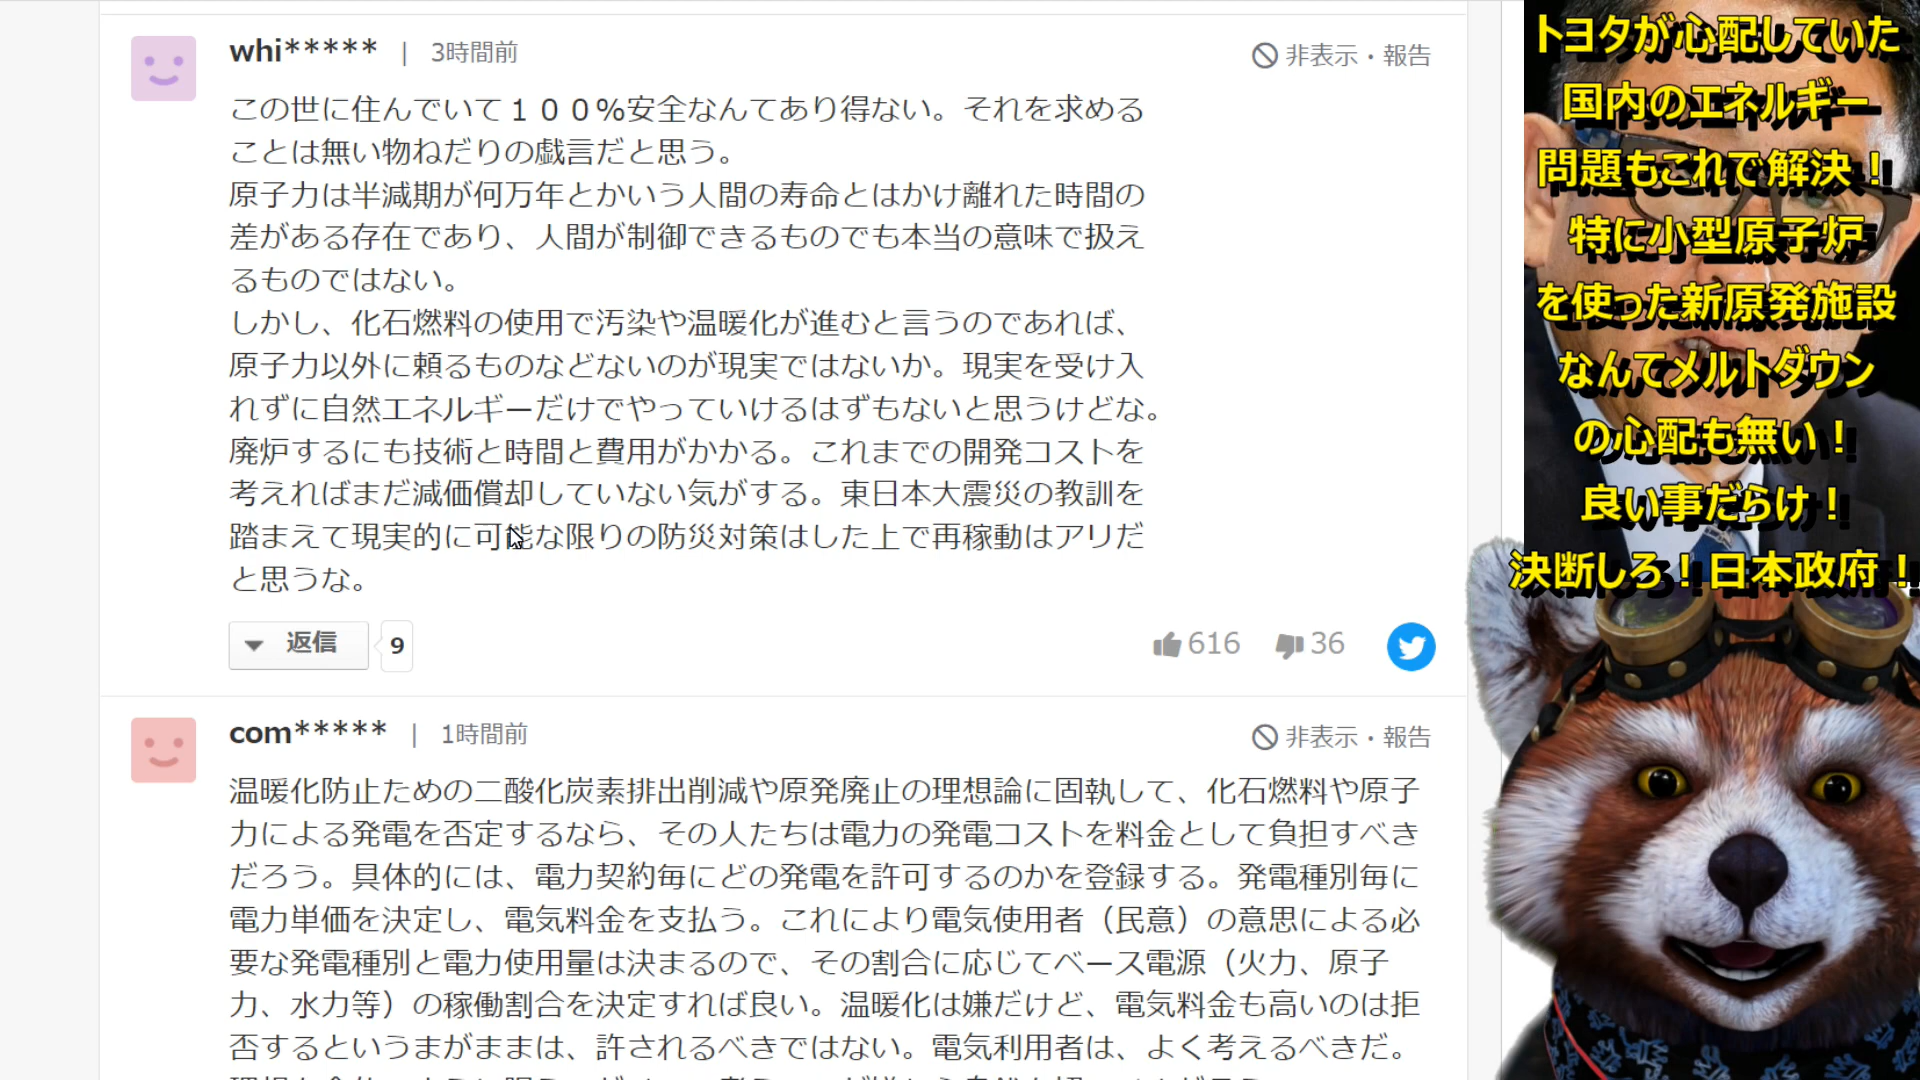 whi***** | 3時間前
非表示・報告
この世に住んでいて１００%安全なんてあり得ない。それを求める
ことは無い物ねだりの戯言だと思う。
原子力は半減期が何万年とかいう人間の寿命とはかけ離れた時間の
差がある存在であり、人間が制御できるものでも本当の意味で扱え
るものではない。
しかし、化石燃料の使用で汚染や温暖化が進むと言うのであれば、
原子力以外に頼るものなどないのが現実ではないか。現実を受け入
れずに自然エネルギーだけでやっていけるはずもないと思うけどな。
廃炉するにも技術と時間と費用がかかる。これまでの開発コストを
考えればまだ減価償却していない気がする。東日本大震災の教訓を
踏まえて現実的に可能な限りの防災対策はした上で再稼動はアリだ
と思うな。
返信 9
616 36
com***** | 1時間前
非表示・報告
温暖化防止ための二酸化炭素排出削減や原発廃止の理想論に固執して、化石燃料や原子
力による発電を否定するなら、その人たちは電力の発電コストを料金として負担すべき
だろう。具体的には、電力契約毎にどの発電を許可するのかを登録する。発電種別毎に
電力単価を決定し、電気料金を支払う。これにより電気使用者（民意）の意思による必
要な発電種別と電力使用量は決まるので、その割合に応じてベース電源（火力、原子
力、水力等）の稼働割合を決定すれば良い。温暖化は嫌だけど、電気料金も高いのは拒
否するというまがままは、許されるべきではない。電気利用者は、よく考えるべきだ。
トヨタが心配していた
国内のエネルギー
問題もこれで解決！
特に小型原子炉
を使った新原発施設
なんてメルトダウン
の心配も無い！
良い事だらけ！
決断しろ！日本政府！